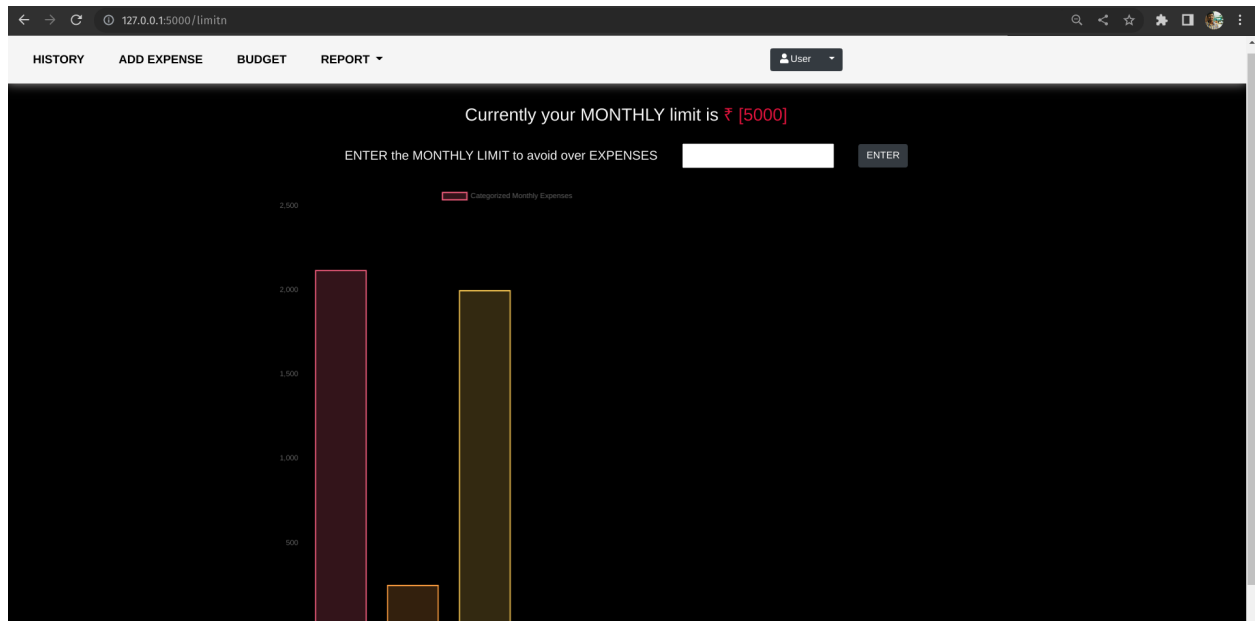 127.0.0.1:5000/limitn
HISTORY ADD EXPENSE BUDGET REPORT User
Currently your MONTHLY limit is ₹ [5000]
ENTER the MONTHLY LIMIT to avoid over EXPENSES ENTER
Categorized Monthly Expenses
2,500
2,000
1,500
1,000
500